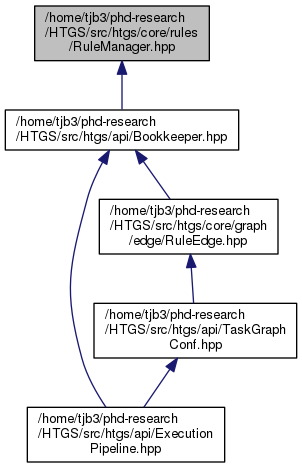 /home/tjb3/phd-research
/HTGS/src/htgs/core/rules
/RuleManager.hpp
/home/tjb3/phd-research
/HTGS/src/htgs/api/Bookkeeper.hpp
/home/tjb3/phd-research
/HTGS/src/htgs/core/graph
/edge/RuleEdge.hpp
/home/tjb3/phd-research
/HTGS/src/htgs/api/TaskGraph
Conf.hpp
/home/tjb3/phd-research
/HTGS/src/htgs/api/Execution
Pipeline.hpp